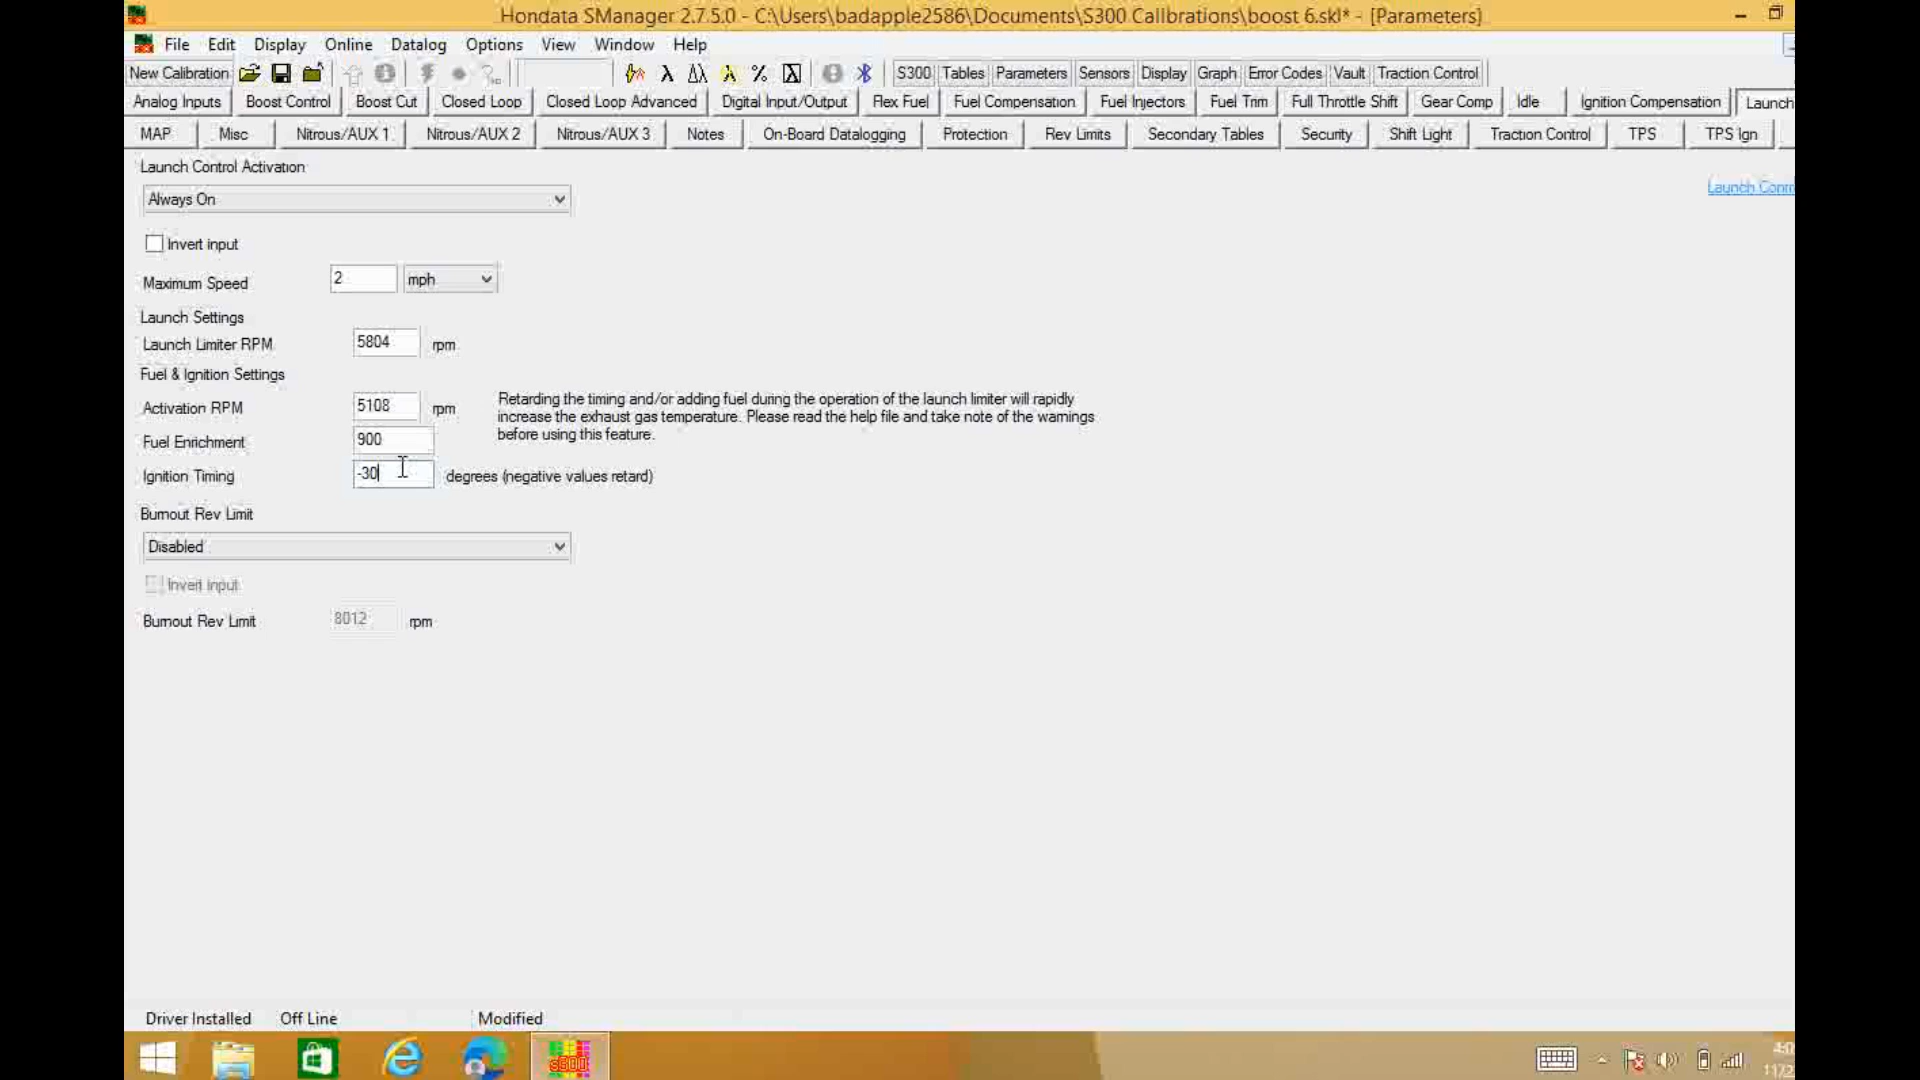 Hondata SManager 2.7.5.0 - C:\Users\badapple2586\Documents\S300 Calibrations\boost 6.skl* - [Parameters]
File Edit Display Online Datalog Options View Window Help
New Calibration S300 Tables Parameters Sensors Display Graph Error Codes Vault Traction Control
Analog Inputs Boost Control Boost Cut Closed Loop Closed Loop Advanced Digital Input/Output Flex Fuel Fuel Compensation Fuel Injectors Fuel Trim Full Throttle Shift Gear Comp Idle Ignition Compensation Launch
MAP Misc Nitrous/AUX 1 Nitrous/AUX 2 Nitrous/AUX 3 Notes On-Board Datalogging Protection Rev Limits Secondary Tables Security Shift Light Traction Control TPS TPS Ign
Launch Control Activation
Launch Contr
Always On
Invert input
Maximum Speed 2 mph
Launch Settings
Launch Limiter RPM 5804 rpm
Fuel & Ignition Settings
Activation RPM 5108 rpm
Retarding the timing and/or adding fuel during the operation of the launch limiter will rapidly
increase the exhaust gas temperature. Please read the help file and take note of the warnings
before using this feature.
Fuel Enrichment 900
Ignition Timing -30 degrees (negative values retard)
Burnout Rev Limit
Disabled
Invert input
Burnout Rev Limit 8012 rpm
Driver Installed Off Line Modified
s300